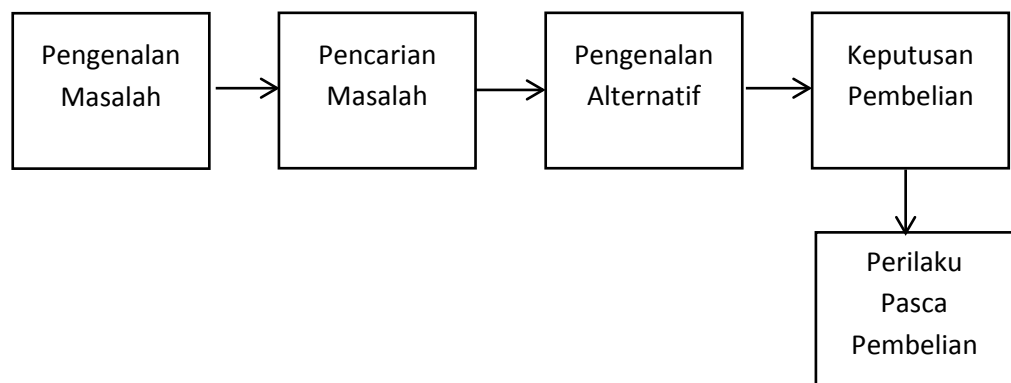 Pengenalan
Masalah
Pencarian
Masalah
Pengenalan
Alternatif
Keputusan
Pembelian
Perilaku
Pasca
Pembelian